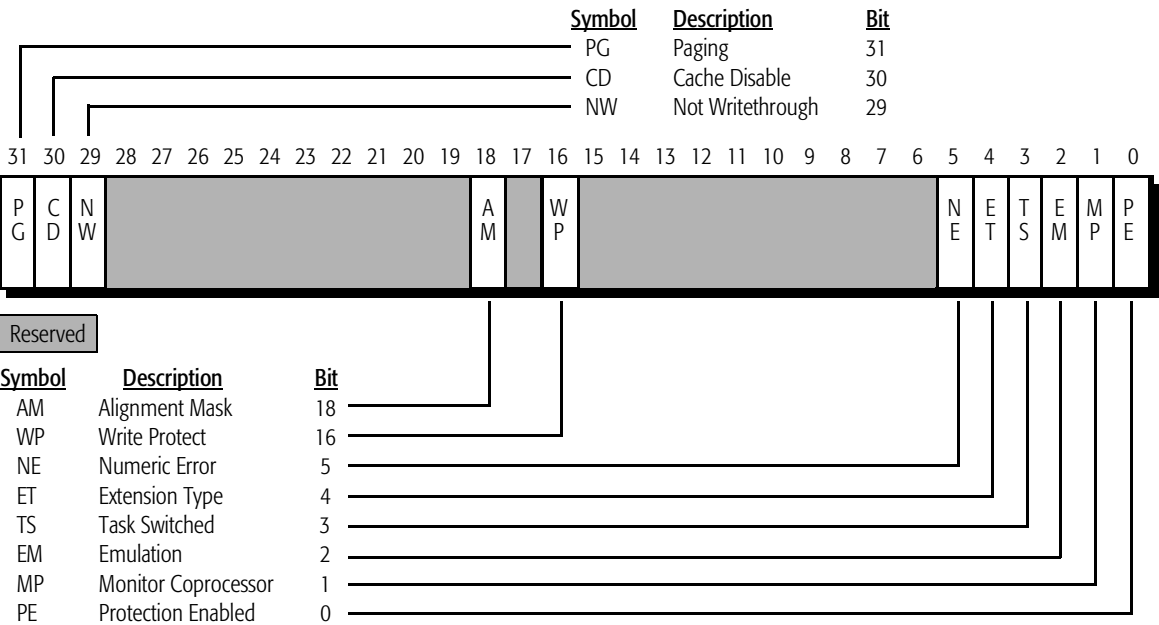 Symbol Description Bit
PG Paging 31
CD Cache Disable 30
NW Not Writethrough 29
31 30 29 28 27 26 25 24 23 22 21 20 19 18 17 16 15 14 13 12 11 10 9 8 7 6 5 4 3 2 1 0
P C N A W N E T E M P
G D W M P E T S M P E
Reserved
Symbol Description Bit
AM Alignment Mask 18
WP Write Protect 16
NE Numeric Error 5
ET Extension Type 4
TS Task Switched 3
EM Emulation 2
MP Monitor Coprocessor 1
PE Protection Enabled 0